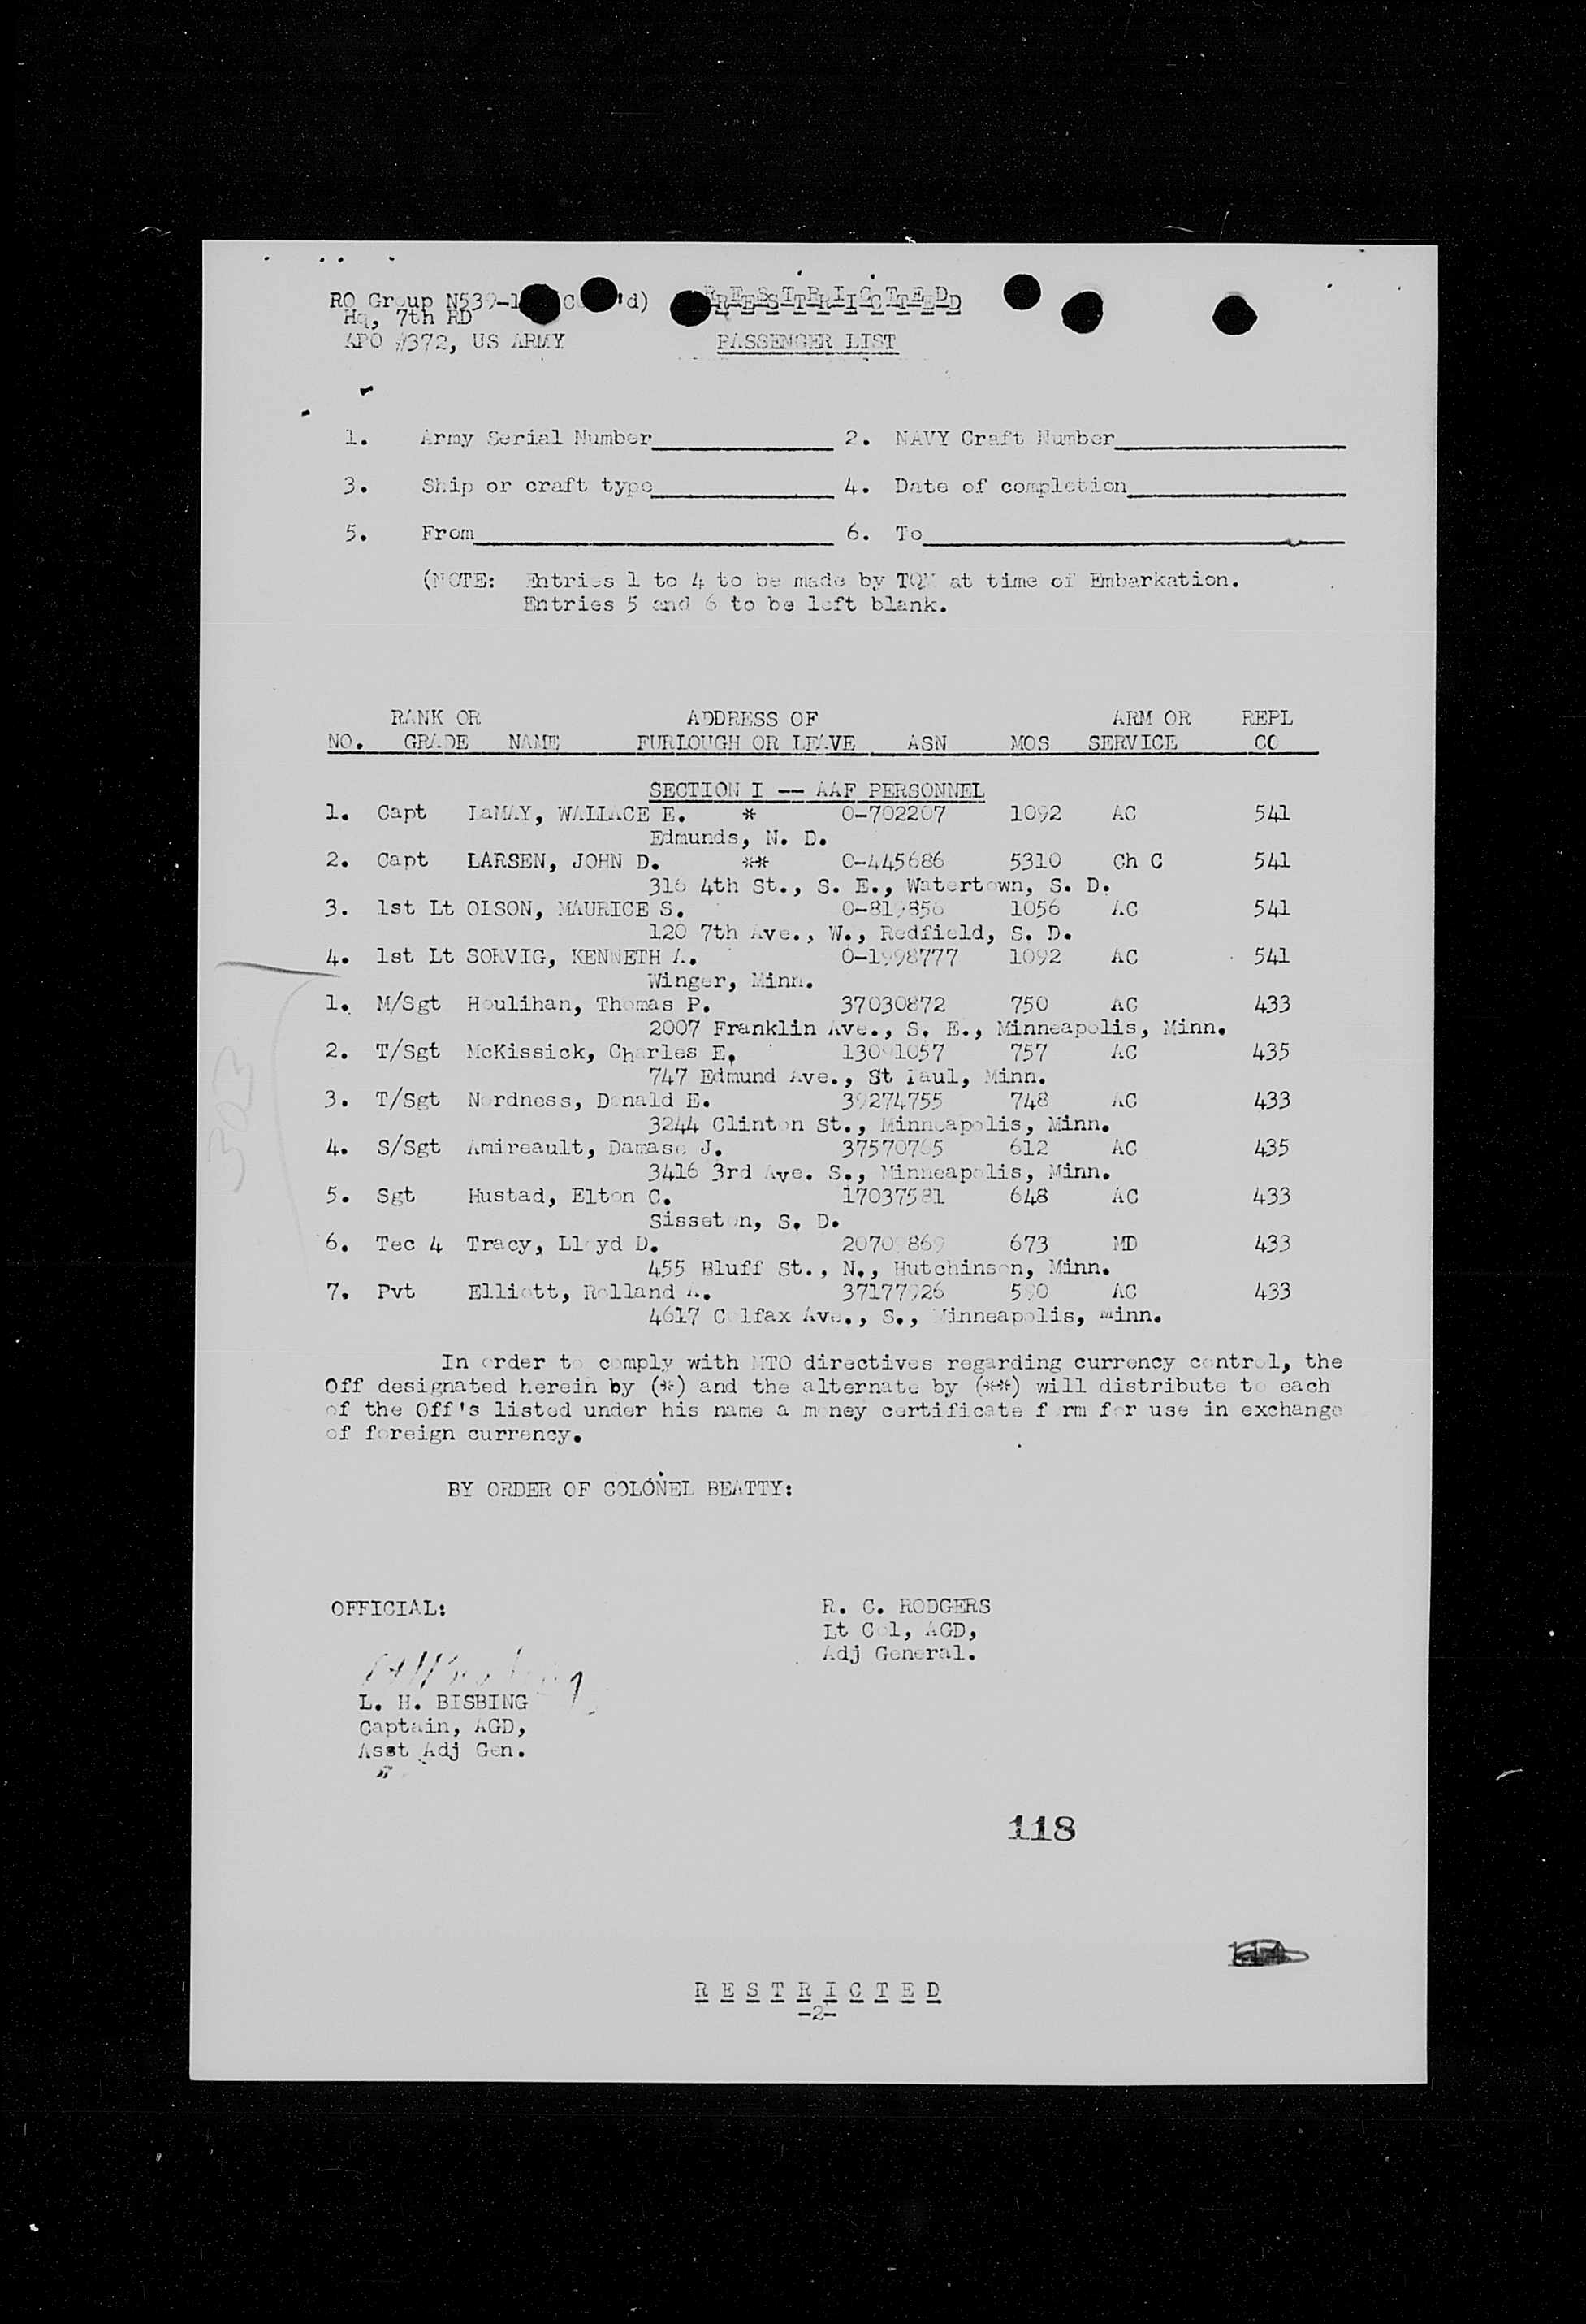 RO Group N539-1 (C 'd) RESTRICTED
Hq, 7th RD
APO #372, US ARMY PASSENGER LIST
1. Army Serial Number 2. NAVY Craft Number
3. Ship or craft type 4. Date of completion
5. From 6. To
(NOTE: Entries 1 to 4 to be made by TQM at time of Embarkation.
Entries 5 and 6 to be left blank.
RANK OR ADDRESS OF ARM OR REPL
NO. GRADE NAME FURLOUGH OR LEAVE ASN MOS SERVICE CO
SECTION I -- AAF PERSONNEL
1. Capt LaMAY, WALLACE E. * O-702207 1092 AC 541
Edmunds, N. D.
2. Capt LARSEN, JOHN D. ** O-445686 5310 Ch C 541
316 4th St., S. E., Watertown, S. D.
3. 1st Lt OLSON, MAURICE S. O-819856 1056 AC 541
120 7th Ave., W., Redfield, S. D.
4. 1st Lt SORVIG, KENNETH A. O-1998777 1092 AC 541
Winger, Minn.
1. M/Sgt Houlihan, Thomas P. 37030872 750 AC 433
2007 Franklin Ave., S. E., Minneapolis, Minn.
2. T/Sgt McKissick, Charles E. 13091057 757 AC 435
747 Edmund Ave., St Paul, Minn.
3. T/Sgt Nordness, Donald E. 39274755 748 AC 433
3244 Clinton St., Minneapolis, Minn.
4. S/Sgt Amireault, Damase J. 37570765 612 AC 435
3416 3rd Ave. S., Minneapolis, Minn.
5. Sgt Hustad, Elton C. 17037581 648 AC 433
Sisseton, S. D.
6. Tec 4 Tracy, Lloyd D. 673 MD 433
455 Bluff St., N., Hutchinson, Minn.
7. Pvt Elliott, Rolland A. 37177926 590 AC 433
4617 Colfax Ave., S., Minneapolis, Minn.
In order to comply with MTO directives regarding currency control, the
Off designated herein by (*) and the alternate by (**) will distribute to each
of the Off's listed under his name a money certificate form for use in exchange
of foreign currency.
BY ORDER OF COLONEL BEATTY:
OFFICIAL: R. C. RODGERS
Lt Col, AGD,
Adj General.
L. H. BISBING
Captain, AGD,
Asst Adj Gen.
118
RESTRICTED
-2-